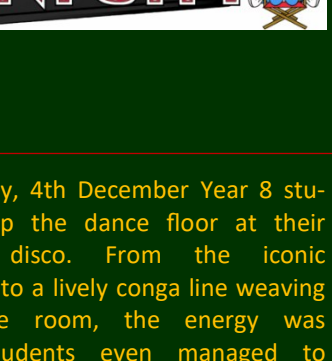 y, 4th December Year 8 stu-
p the dance floor at their
disco. From the iconic
to a lively conga line weaving
e room, the energy was
udents even managed to